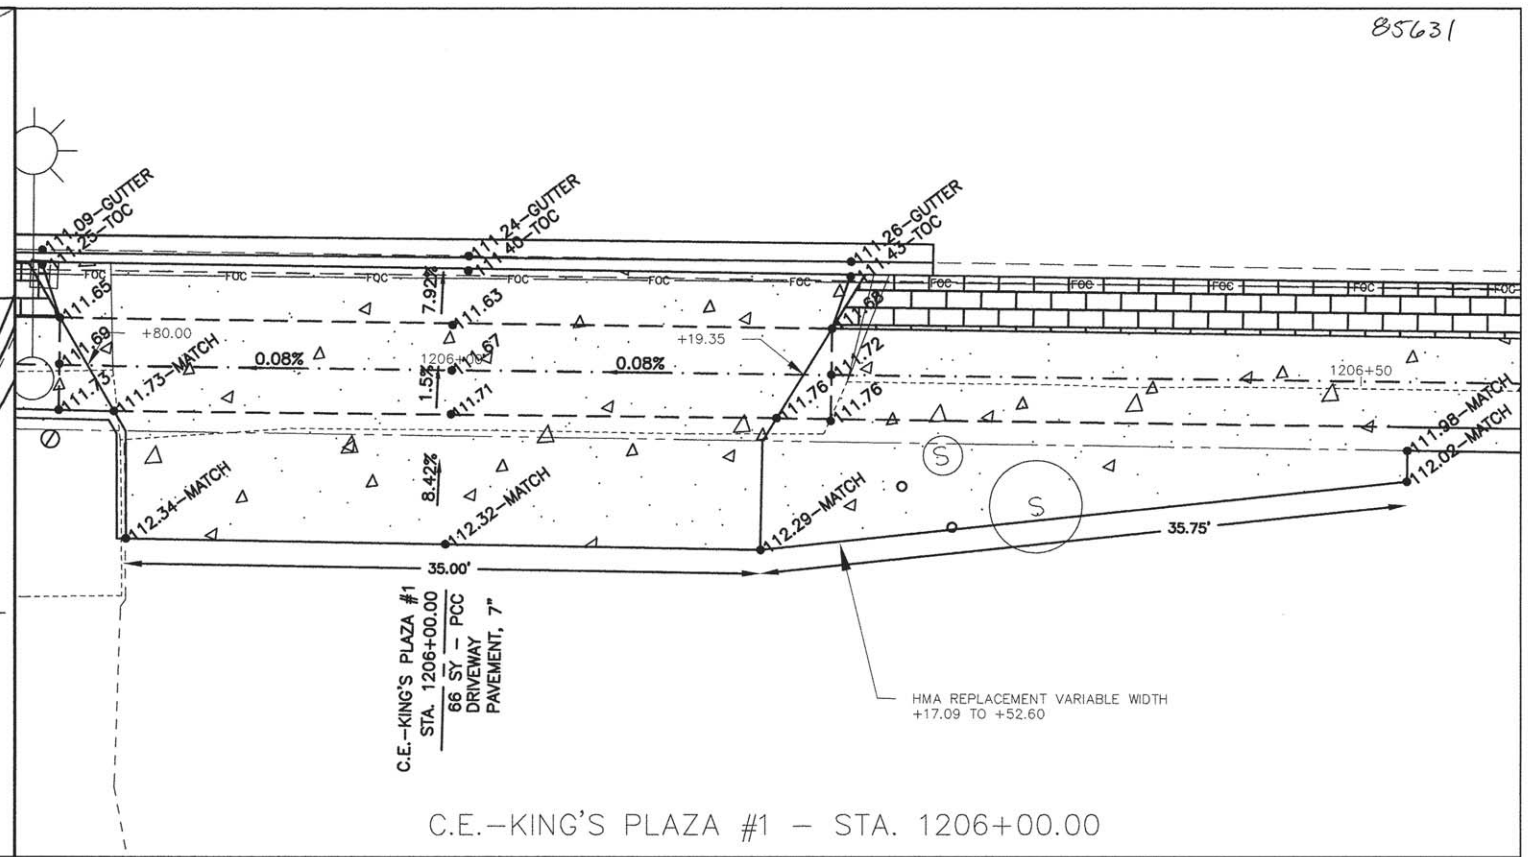 85631
111.09-GUTTER
111.25-TOC
111.24-GUTTER
111.40-TOC
111.26-GUTTER
111.43-TOC
FOC FOC FOC FOC FOC FOC FOC FOC FOC FOC FOC
111.65
7.92%
111.63
111.68
+80.00
+19.35
111.69
0.08%
1206+00
111.67
0.08%
111.72
1206+50
111.73
111.73-MATCH
1.5%
111.71
111.76
111.76
111.98-MATCH
112.02-MATCH
S
S
8.42%
112.34-MATCH
112.32-MATCH
112.29-MATCH
35.00'
35.75'
C.E.-KING'S PLAZA #1
STA. 1206+00.00
66 SY - PCC
DRIVEWAY
PAVEMENT, 7"
HMA REPLACEMENT VARIABLE WIDTH
+17.09 TO +52.60
C.E.-KING'S PLAZA #1 - STA. 1206+00.00